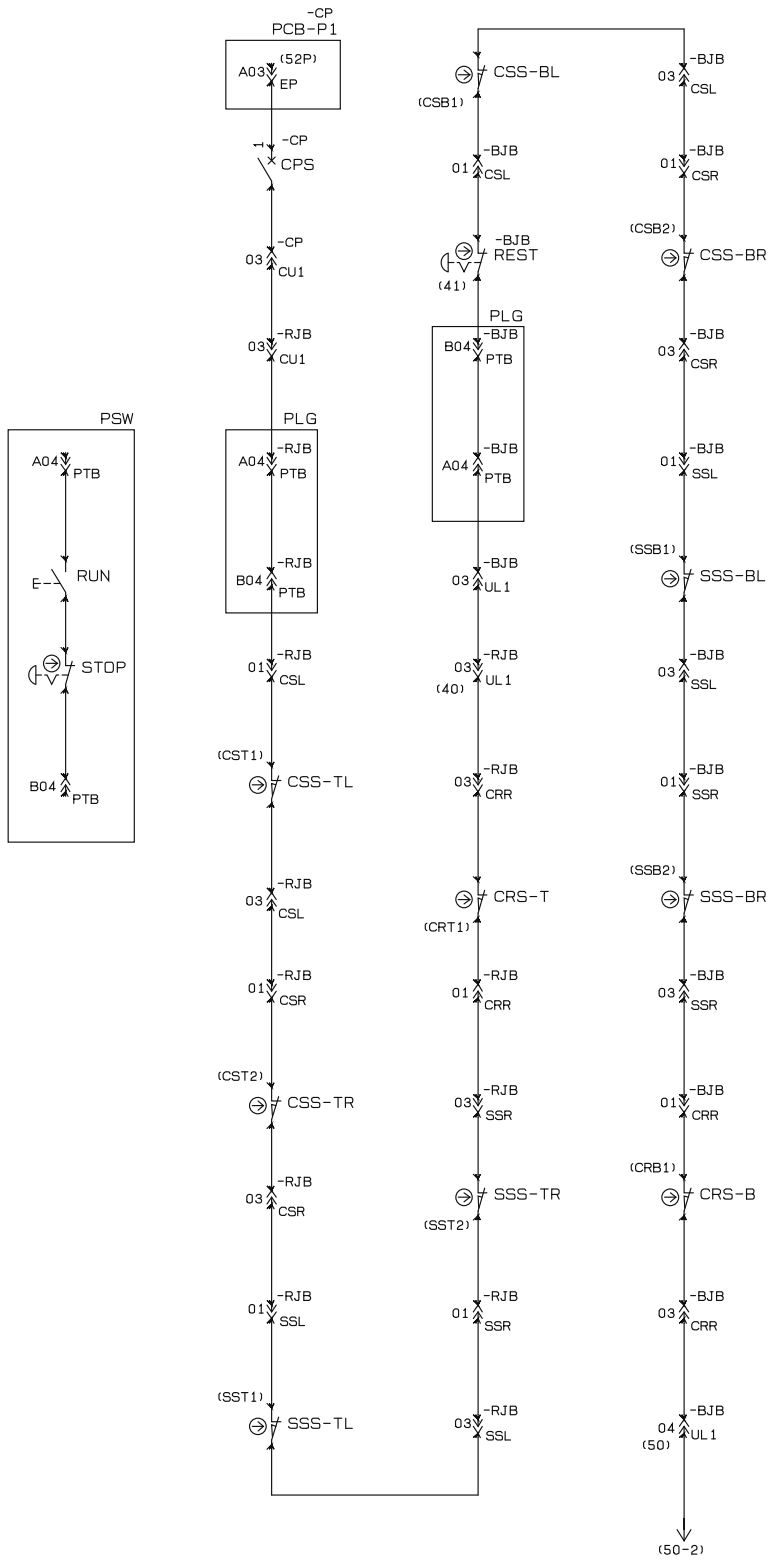 PSW
A04
PTB
RUN
STOP
B04
PTB
-CP
PCB-P1
(52P)
A03
EP
1
-CP
CPS
-CP
03
CU1
-RJB
03
CU1
PLG
-RJB
A04
PTB
-RJB
B04
PTB
-RJB
01
CSL
(CST1)
CSS-TL
-RJB
03
CSL
-RJB
01
CSR
(CST2)
CSS-TR
-RJB
03
CSR
-RJB
01
SSL
(SST1)
SSS-TL
CSS-BL
(CSB1)
-BJB
01
CSL
-BJB
REST
(41)
PLG
-BJB
B04
PTB
-BJB
A04
PTB
-BJB
03
UL1
-RJB
03
UL1
(40)
-RJB
03
CRR
CRS-T
(CRT1)
-RJB
01
CRR
-RJB
03
SSR
SSS-TR
(SST2)
-RJB
01
SSR
-RJB
03
SSL
-BJB
03
CSL
-BJB
01
CSR
(CSB2)
CSS-BR
-BJB
03
CSR
-BJB
01
SSL
(SSB1)
SSS-BL
-BJB
03
SSL
-BJB
01
SSR
(SSB2)
SSS-BR
-BJB
03
SSR
-BJB
01
CRR
(CRB1)
CRS-B
-BJB
03
CRR
-BJB
04
UL1
(50)
(50-2)